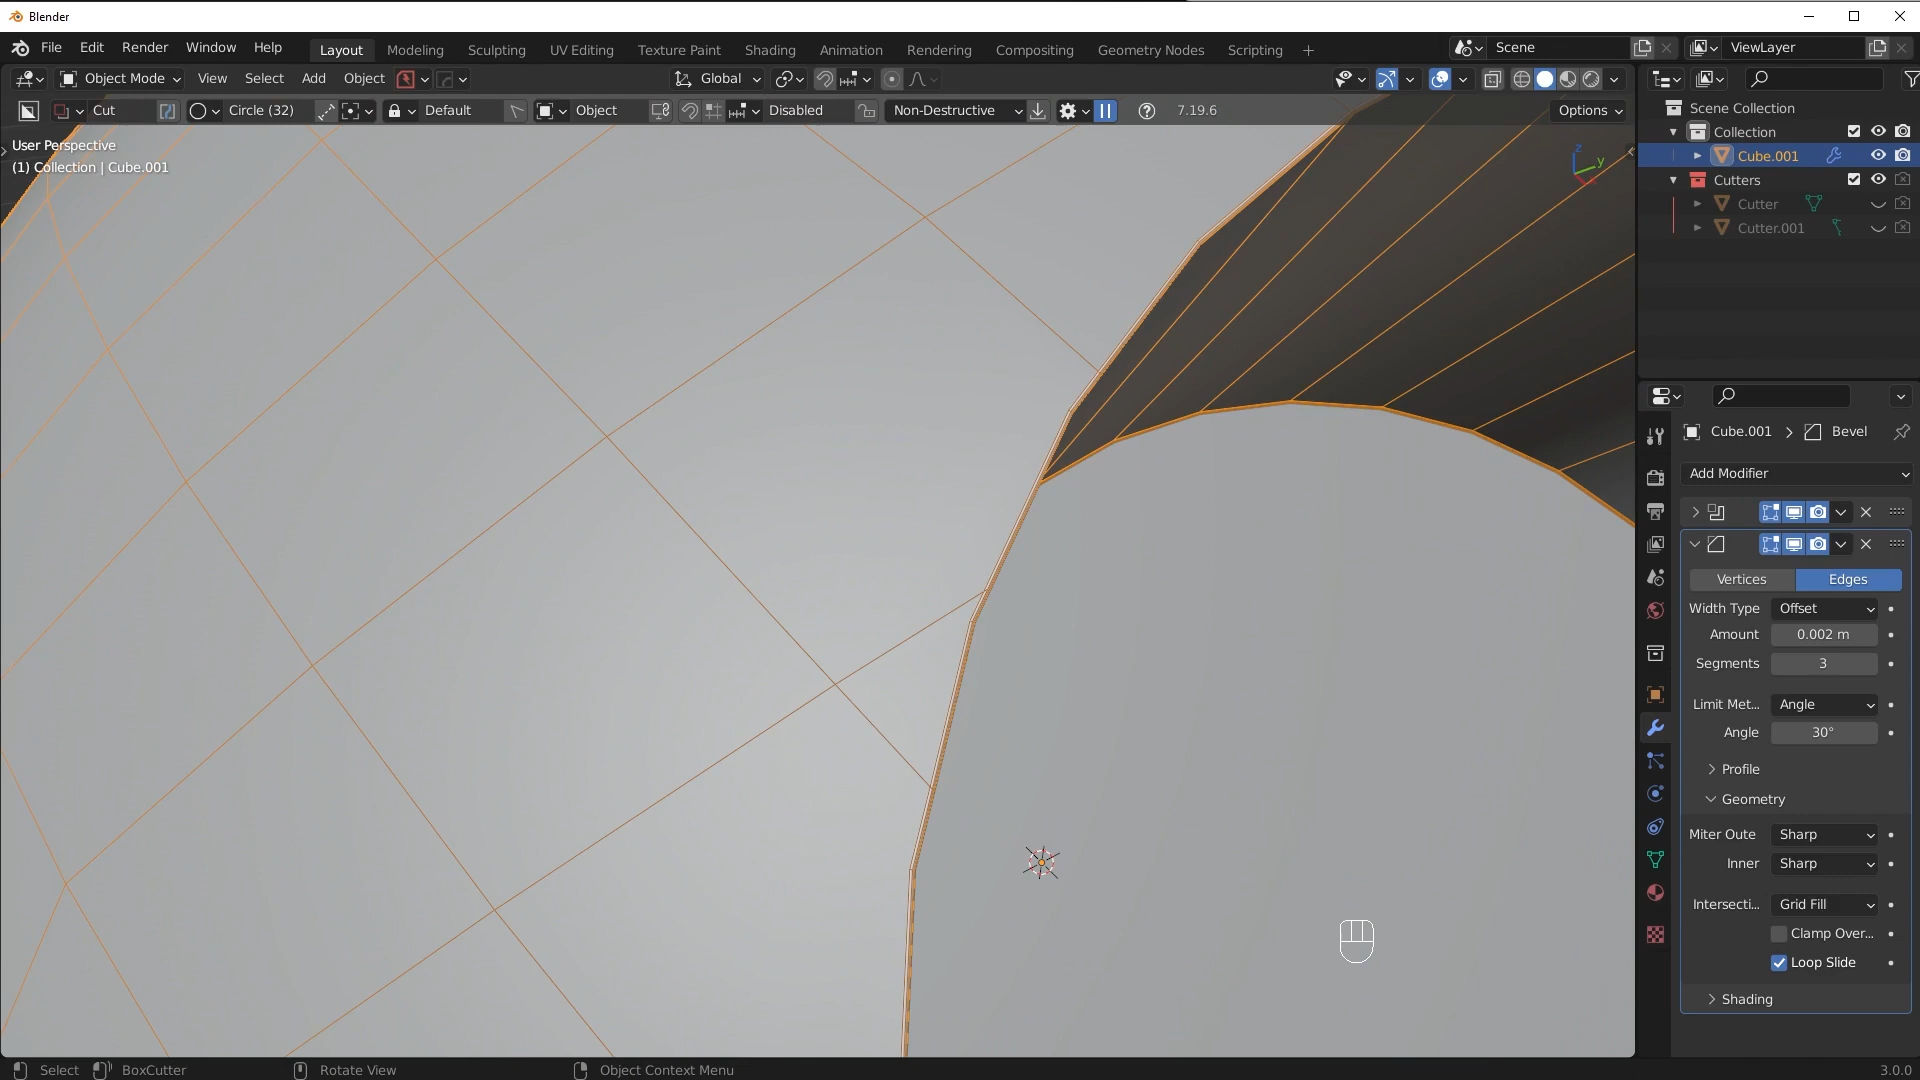 Blender
File Edit Render Window Help Layout Modeling Sculpting UV Editing Texture Paint Shading Animation Rendering Compositing Geometry Nodes Scripting + Scene ViewLayer
Object Mode View Select Add Object Global
Cut Circle (32) Default Object Disabled Non-Destructive 7.19.6 Options
User Perspective
(1) Collection | Cube.001
z
y
Scene Collection
Collection
Cube.001
Cutters
Cutter
Cutter.001
Cube.001 > Bevel
Add Modifier
Vertices Edges
Width Type Offset
Amount 0.002 m
Segments 3
Limit Met... Angle
Angle 30°
Profile
Geometry
Miter Oute Sharp
Inner Sharp
Intersecti... Grid Fill
Clamp Over...
Loop Slide
Shading
Select BoxCutter Rotate View Object Context Menu 3.0.0